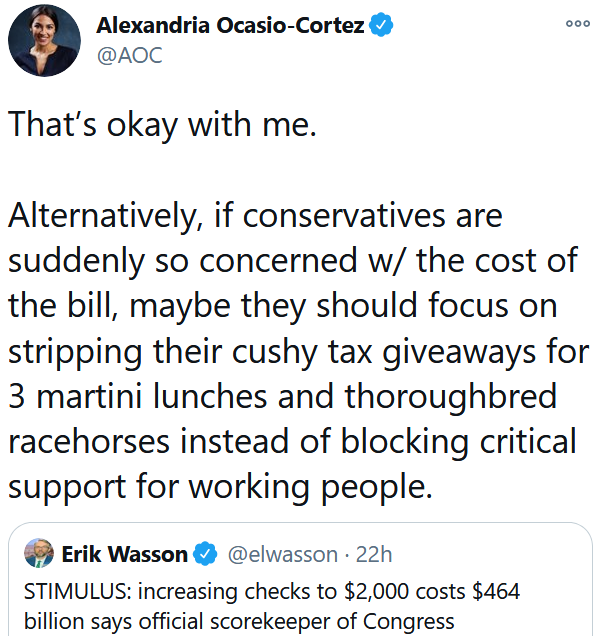 Alexandria Ocasio-Cortez
@AOC
That's okay with me.
Alternatively, if conservatives are
suddenly so concerned w/ the cost of
the bill, maybe they should focus on
stripping their cushy tax giveaways for
3 martini lunches and thoroughbred
racehorses instead of blocking critical
support for working people.
Erik Wasson @elwasson · 22h
STIMULUS: increasing checks to $2,000 costs $464
billion says official scorekeeper of Congress